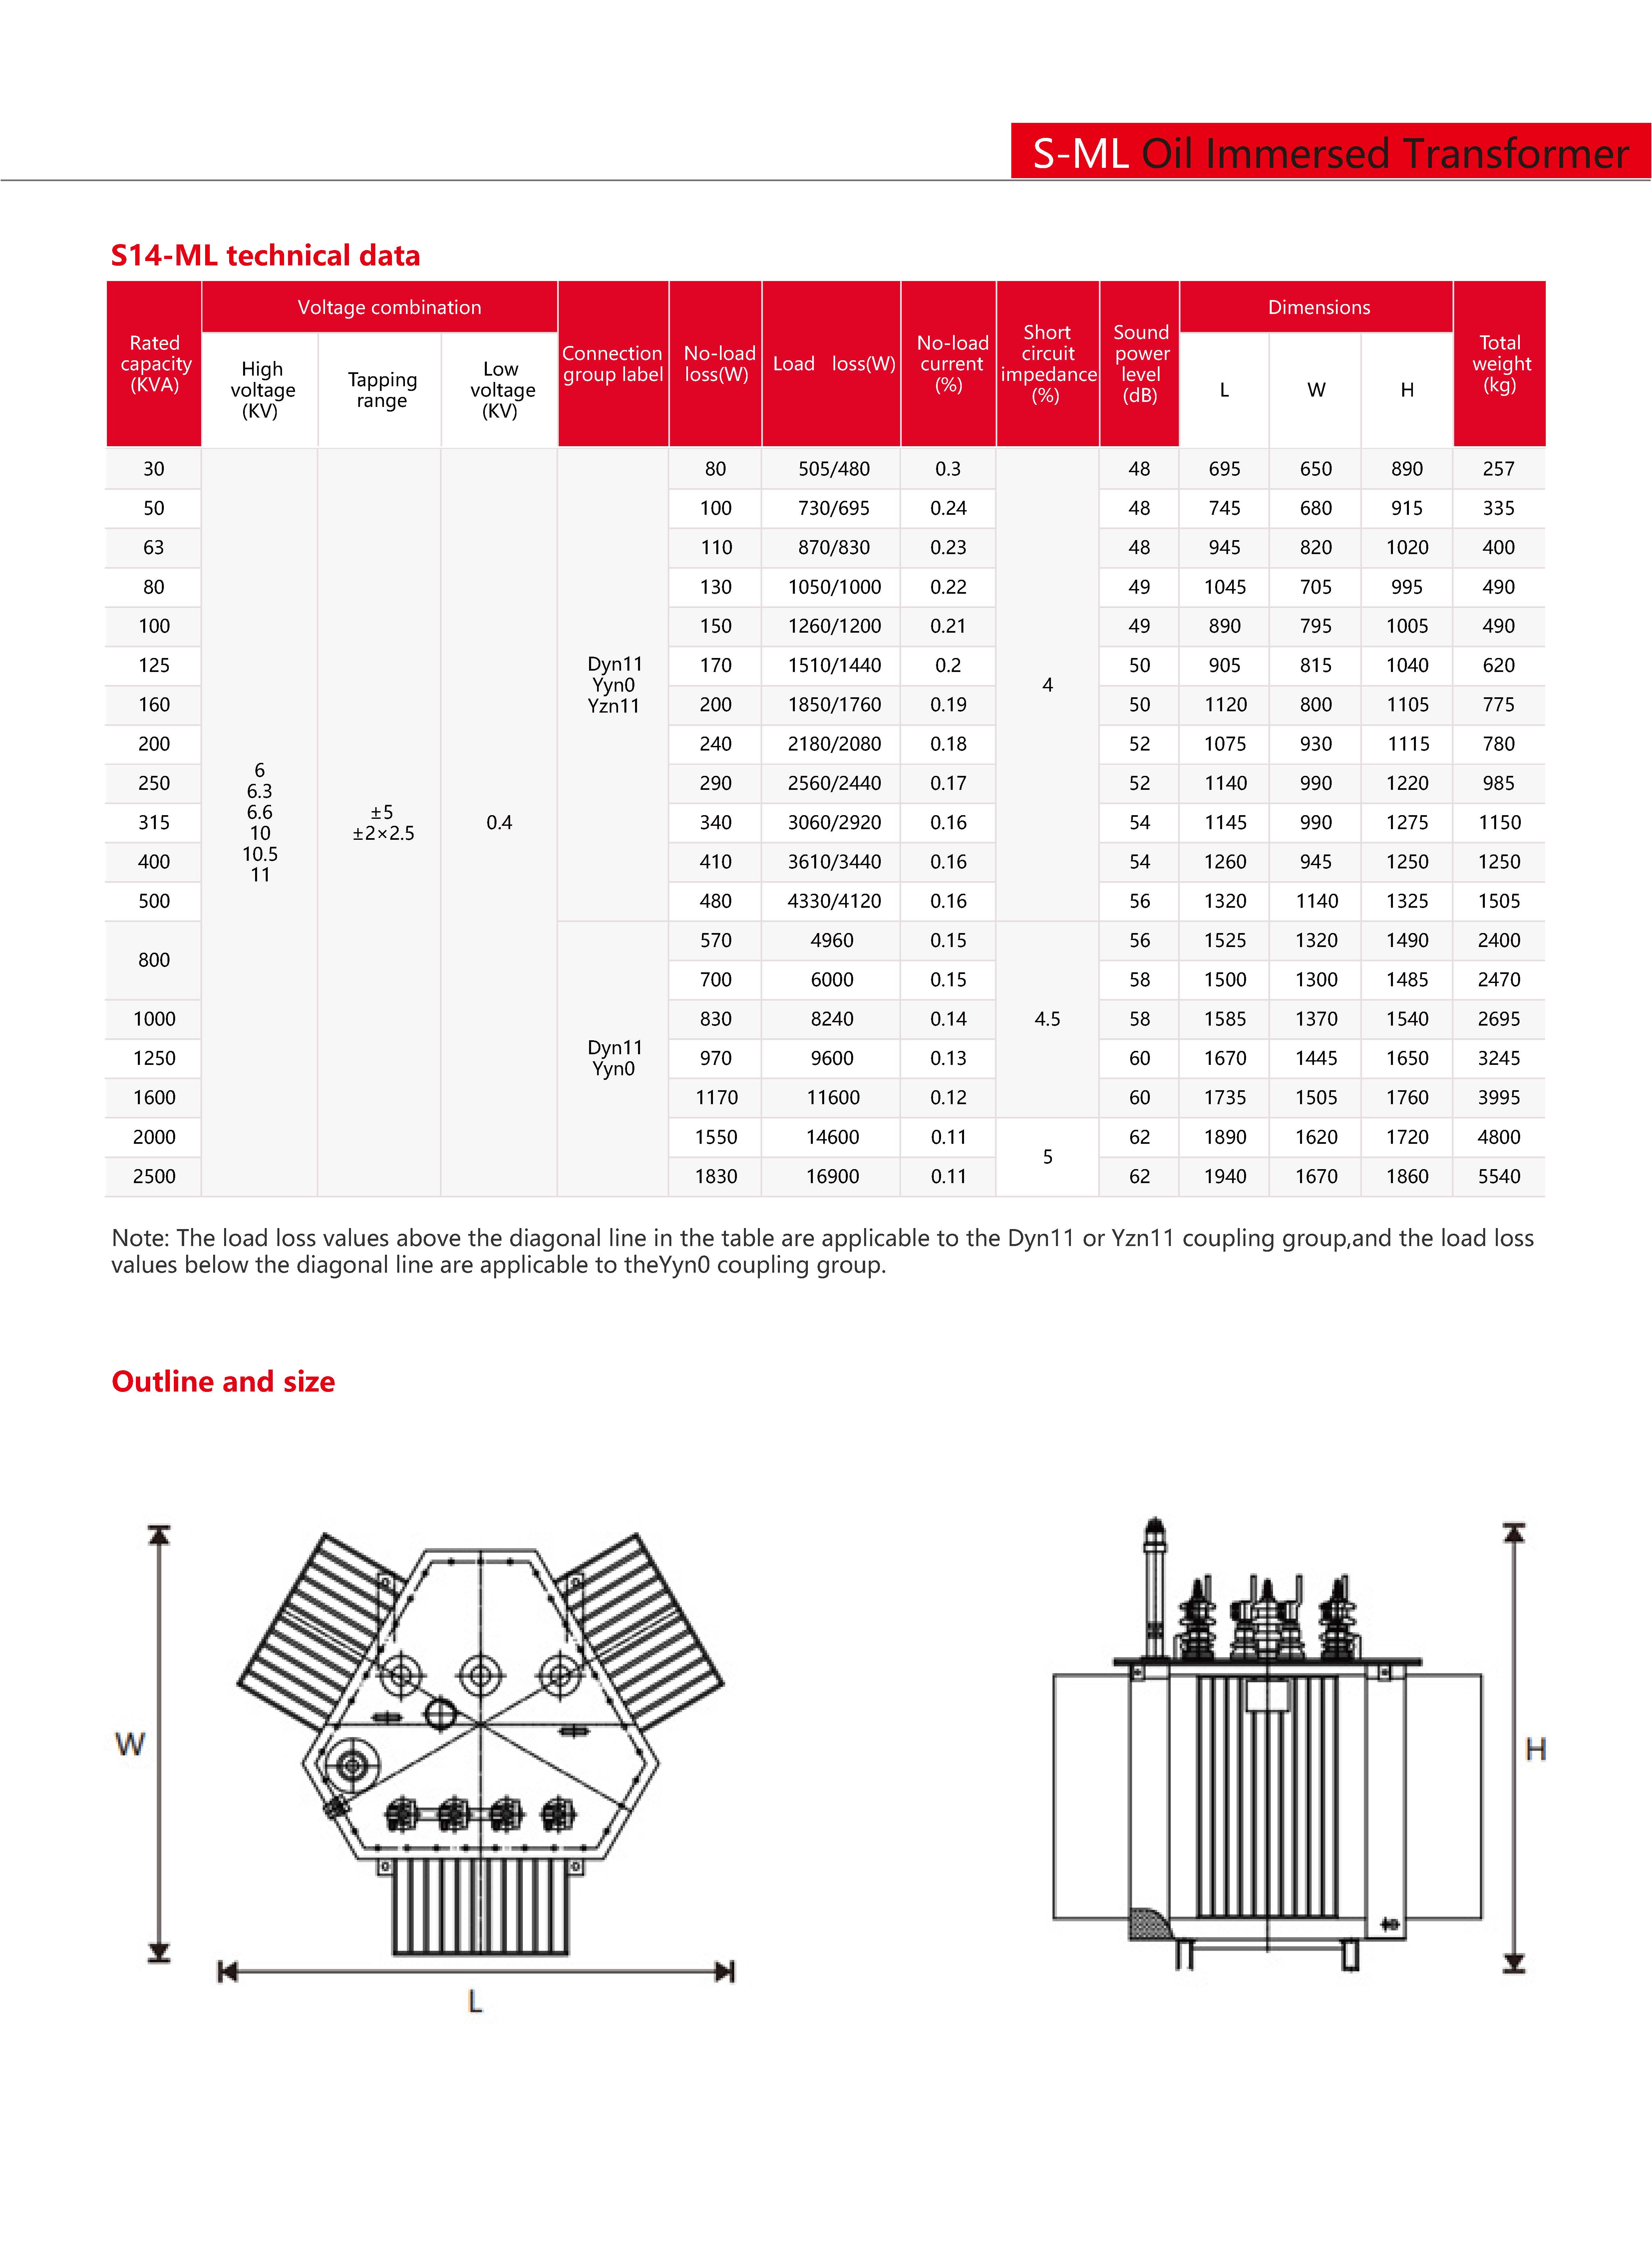 S-ML Oil Immersed Transformer
S14-ML technical data
Rated capacity (KVA) Voltage combination Connection group label No-load loss(W) Load loss(W) No-load current (%) Short circuit impedance (%) Sound power level (dB) Dimensions Total weight (kg)
High voltage (KV) Tapping range Low voltage (KV) L W H
30 80 505/480 0.3 48 695 650 890 257
50 100 730/695 0.24 48 745 680 915 335
63 110 870/830 0.23 48 945 820 1020 400
80 130 1050/1000 0.22 49 1045 705 995 490
100 150 1260/1200 0.21 49 890 795 1005 490
125 170 1510/1440 0.2 50 905 815 1040 620
Dyn11
Yyn0
Yzn11
4
160 200 1850/1760 0.19 50 1120 800 1105 775
200 240 2180/2080 0.18 52 1075 930 1115 780
250 290 2560/2440 0.17 52 1140 990 1220 985
6
6.3
6.6
10
10.5
11
±5
±2×2.5
0.4
315 340 3060/2920 0.16 54 1145 990 1275 1150
400 410 3610/3440 0.16 54 1260 945 1250 1250
500 480 4330/4120 0.16 56 1320 1140 1325 1505
800 570 4960 0.15 56 1525 1320 1490 2400
700 6000 0.15 58 1500 1300 1485 2470
1000 830 8240 0.14 4.5 58 1585 1370 1540 2695
Dyn11
Yyn0
1250 970 9600 0.13 60 1670 1445 1650 3245
1600 1170 11600 0.12 60 1735 1505 1760 3995
2000 1550 14600 0.11 62 1890 1620 1720 4800
5
2500 1830 16900 0.11 62 1940 1670 1860 5540
Note: The load loss values above the diagonal line in the table are applicable to the Dyn11 or Yzn11 coupling group,and the load loss
values below the diagonal line are applicable to theYyn0 coupling group.
Outline and size
W
L
H